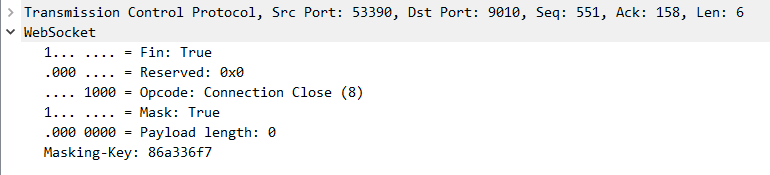 Transmission Control Protocol, Src Port: 53390, Dst Port: 9010, Seq: 551, Ack: 158, Len: 6
WebSocket
1... .... = Fin: True
.000 .... = Reserved: 0x0
.... 1000 = Opcode: Connection Close (8)
1... .... = Mask: True
.000 0000 = Payload length: 0
Masking-Key: 86a336f7